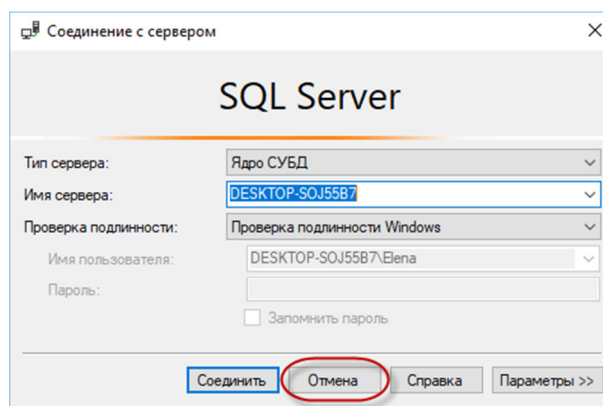 Соединение с сервером
SQL Server
Тип сервера: Ядро СУБД
Имя сервера: DESKTOP-SOJ55B7
Проверка подлинности: Проверка подлинности Windows
Имя пользователя: DESKTOP-SOJ55B7\Elena
Пароль:
Запомнить пароль
Соединить Отмена Справка Параметры >>